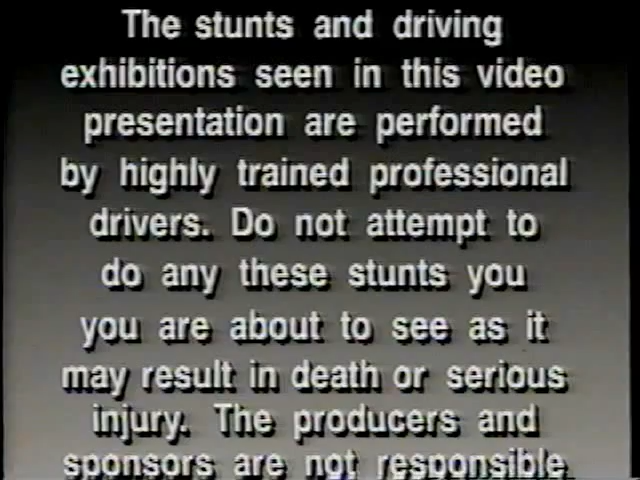 The stunts and driving
exhibitions seen in this video
presentation are performed
by highly trained professional
drivers. Do not attempt to
do any these stunts you
you are about to see as it
may result in death or serious
injury. The producers and
sponsors are not responsible